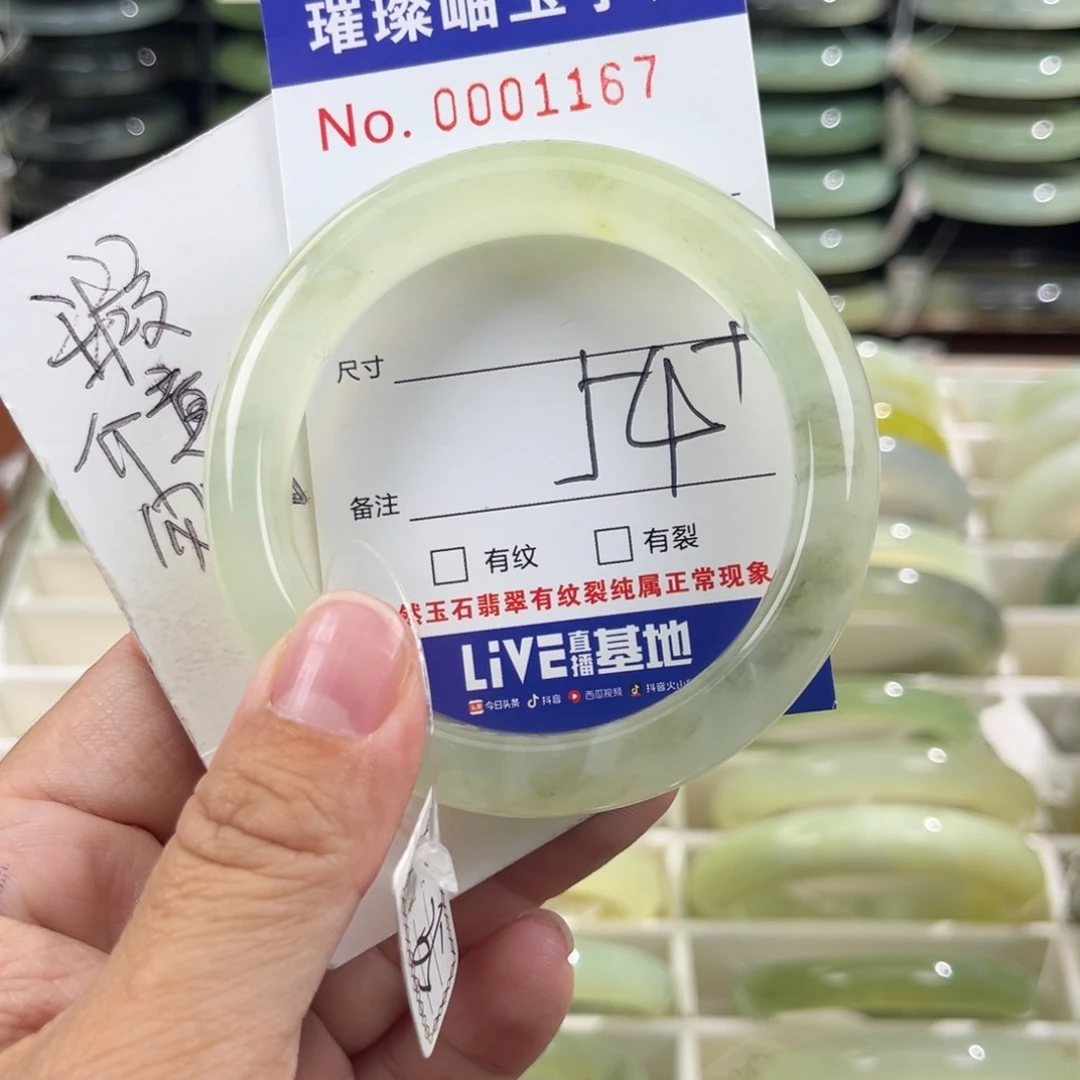 璀璨岫玉手
No. 0001167
尺寸 54+
备注
有纹 有裂
然玉石翡翠有纹裂纯属正常现象
LiVE直播基地
今日头条 抖音 西瓜视频 抖音火山